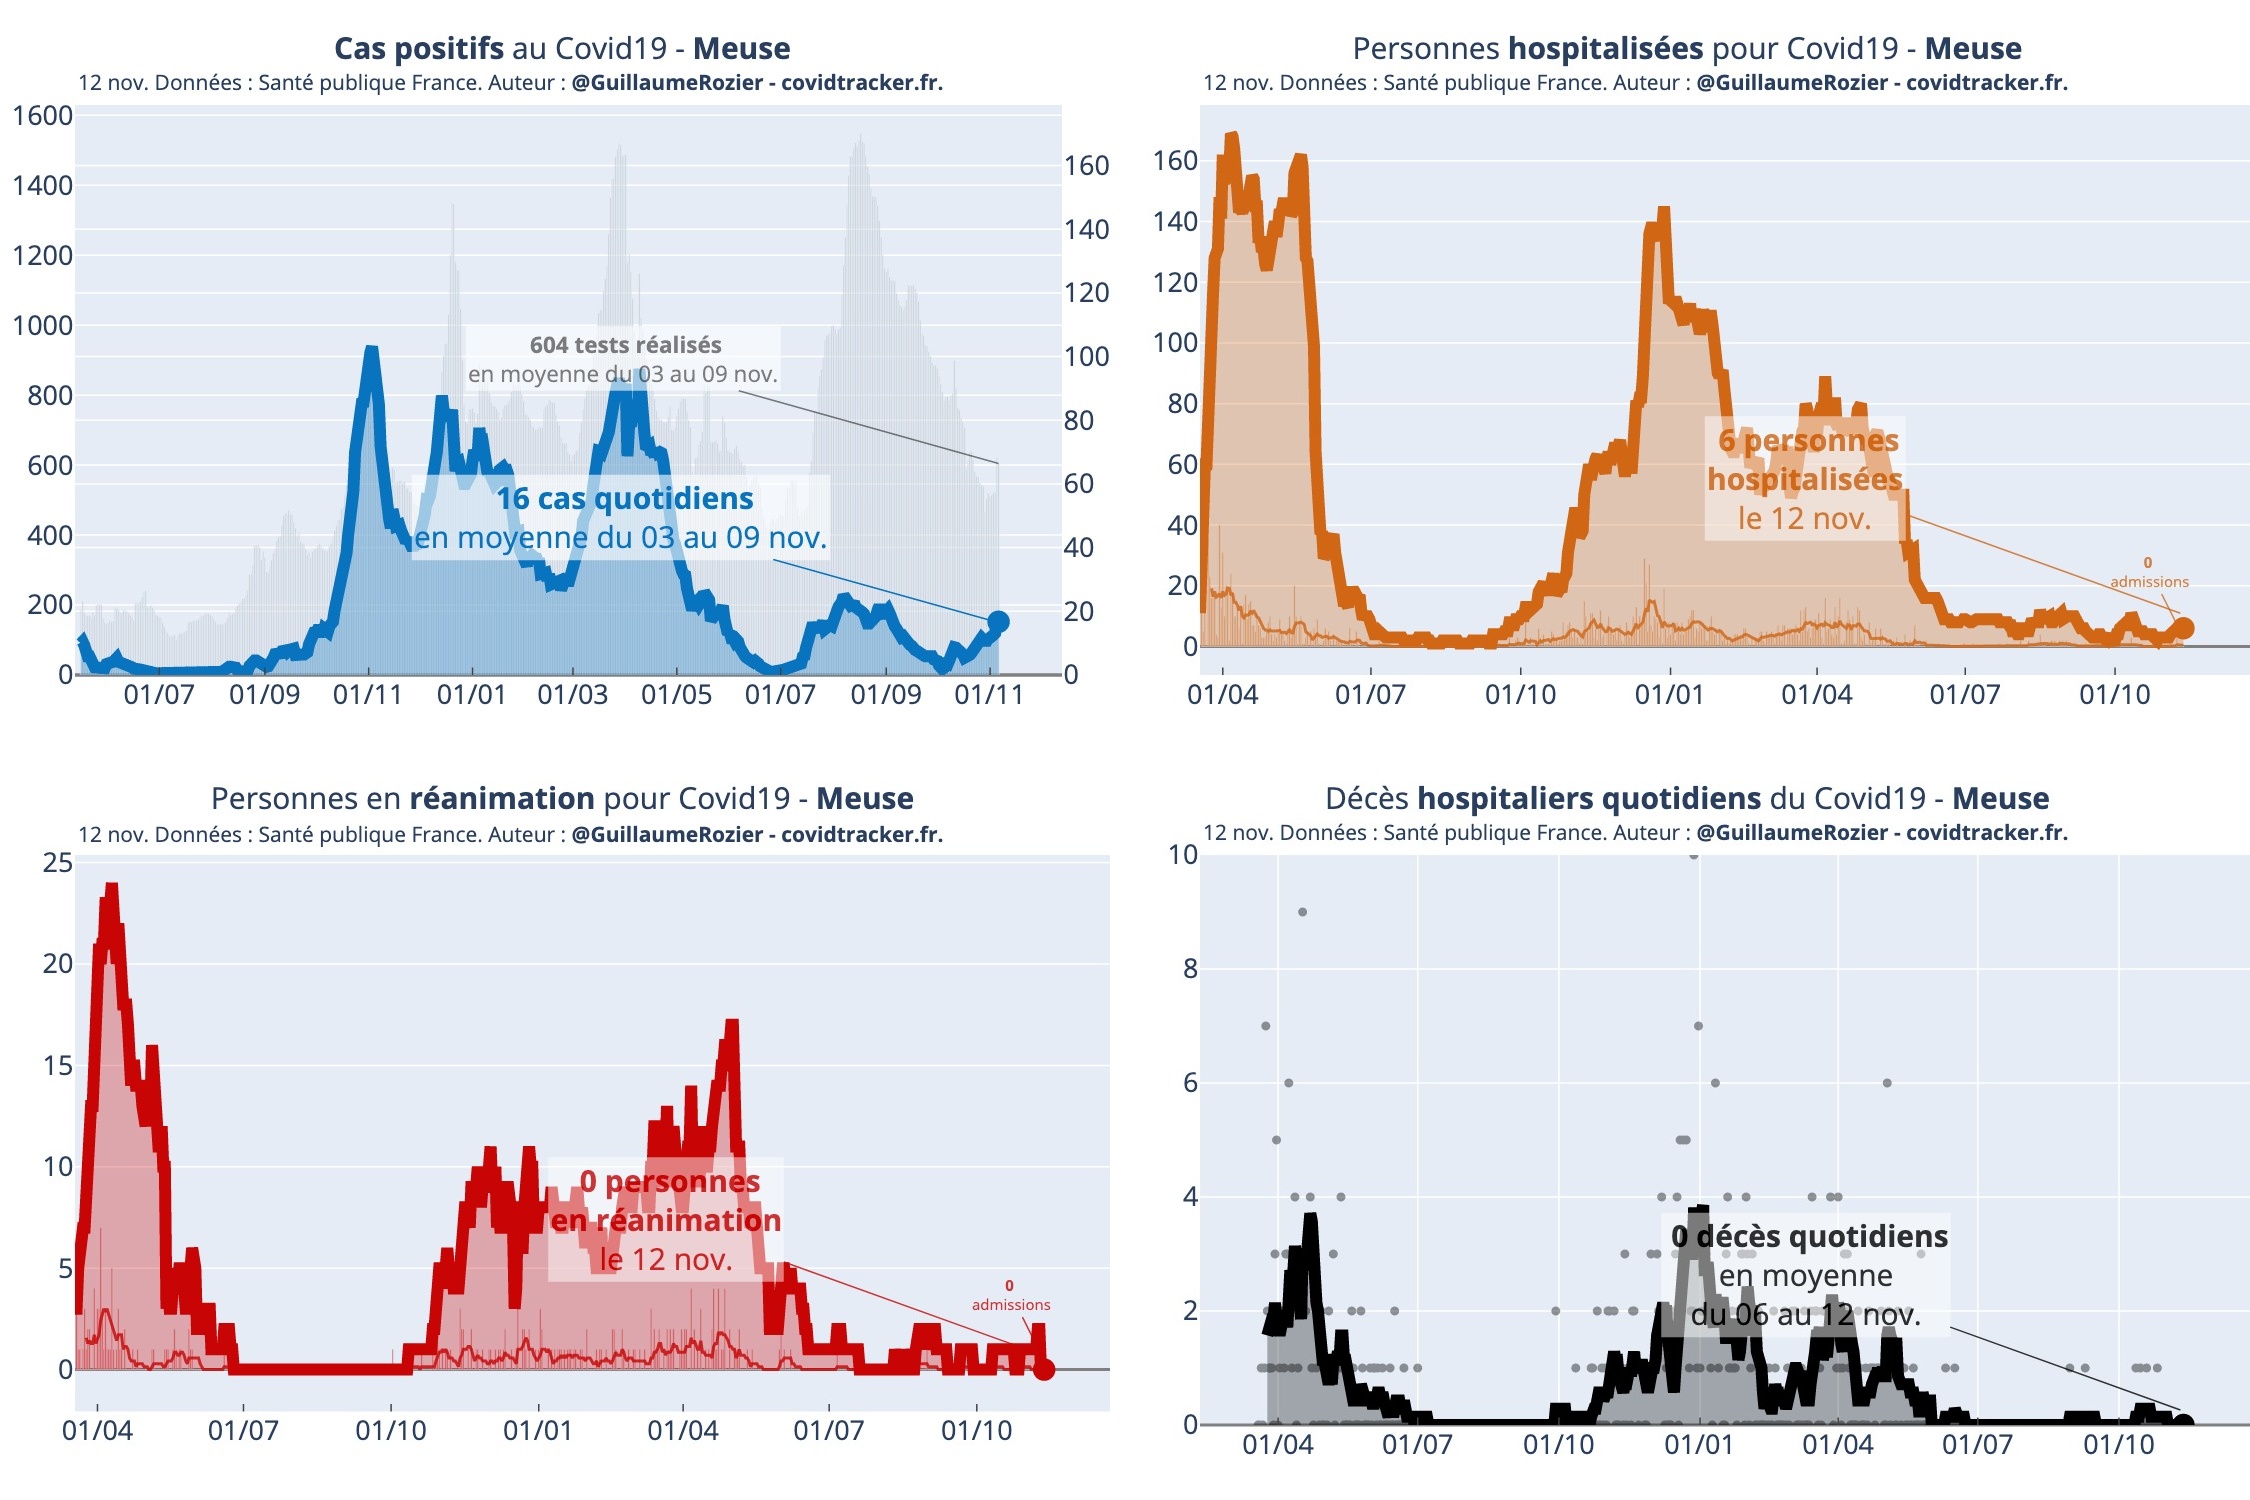 Cas positifs au Covid19 - Meuse
12 nov. Données : Santé publique France. Auteur : @GuillaumeRozier - covidtracker.fr.
1600
1400
1200
1000
800
600
400
200
0
160
140
120
100
80
60
40
20
0
604 tests réalisés
en moyenne du 03 au 09 nov.
16 cas quotidiens
en moyenne du 03 au 09 nov.
01/07 01/09 01/11 01/01 01/03 01/05 01/07 01/09 01/11
Personnes hospitalisées pour Covid19 - Meuse
12 nov. Données : Santé publique France. Auteur : @GuillaumeRozier - covidtracker.fr.
160
140
120
100
80
60
40
20
0
6 personnes
hospitalisées
le 12 nov.
0
admissions
01/04 01/07 01/10 01/01 01/04 01/07 01/10
Personnes en réanimation pour Covid19 - Meuse
12 nov. Données : Santé publique France. Auteur : @GuillaumeRozier - covidtracker.fr.
25
20
15
10
5
0
0 personnes
en réanimation
le 12 nov.
0
admissions
01/04 01/07 01/10 01/01 01/04 01/07 01/10
Décès hospitaliers quotidiens du Covid19 - Meuse
12 nov. Données : Santé publique France. Auteur : @GuillaumeRozier - covidtracker.fr.
10
8
6
4
2
0
0 décès quotidiens
en moyenne
du 06 au 12 nov.
01/04 01/07 01/10 01/01 01/04 01/07 01/10